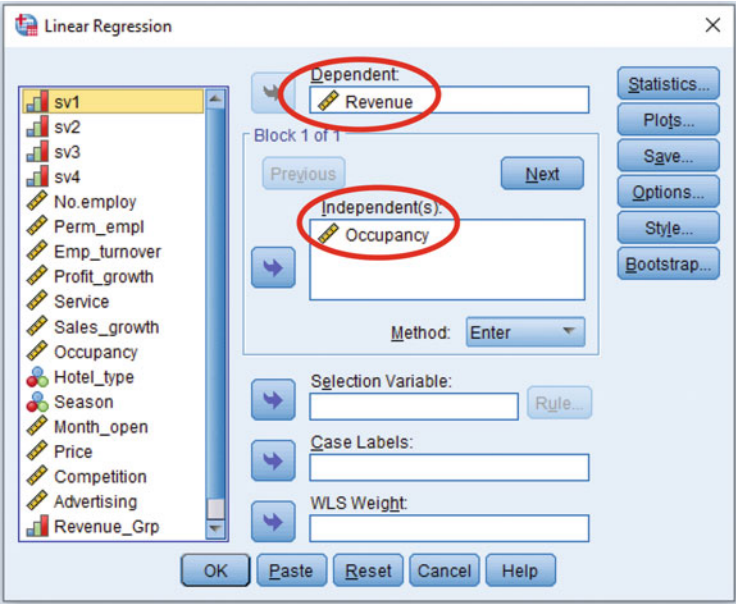 Linear Regression
sv1
sv2
sv3
sv4
No.employ
Perm_empl
Emp_turnover
Profit_growth
Service
Sales_growth
Occupancy
Hotel_type
Season
Month_open
Price
Competition
Advertising
Revenue_Grp
Dependent:
Revenue
Block 1 of 1
Previous
Next
Independent(s):
Occupancy
Method: Enter
Selection Variable:
Rule...
Case Labels:
WLS Weight:
Statistics...
Plots...
Save...
Options...
Style...
Bootstrap...
OK Paste Reset Cancel Help